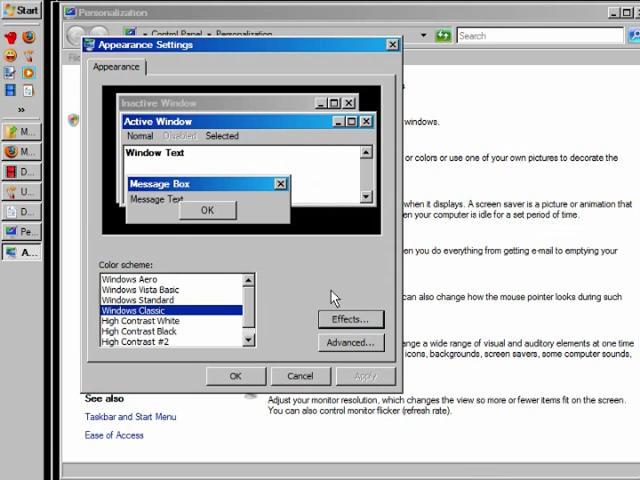 Start
Personalization
Control Panel
Personalization
Search
Appearance Settings
Appearance
Inactive Window
Active Window
Normal Disabled Selected
Window Text
Message Box
Message Text
OK
windows.
or colors or use one of your own pictures to decorate the
when it displays. A screen saver is a picture or animation that
en your computer is idle for a set period of time.
en you do everything from getting e-mail to emptying your
can also change how the mouse pointer looks during such
nge a wide range of visual and auditory elements at one time
icons, backgrounds, screen savers, some computer sounds,
Color scheme:
Windows Aero
Windows Vista Basic
Windows Standard
Windows Classic
High Contrast White
High Contrast Black
High Contrast #2
Effects...
Advanced...
OK Cancel Apply
»
M...
M...
D...
U...
D...
Pe...
A...
See also
Taskbar and Start Menu
Ease of Access
Adjust your monitor resolution, which changes the view so more or fewer items fit on the screen.
You can also control monitor flicker (refresh rate).